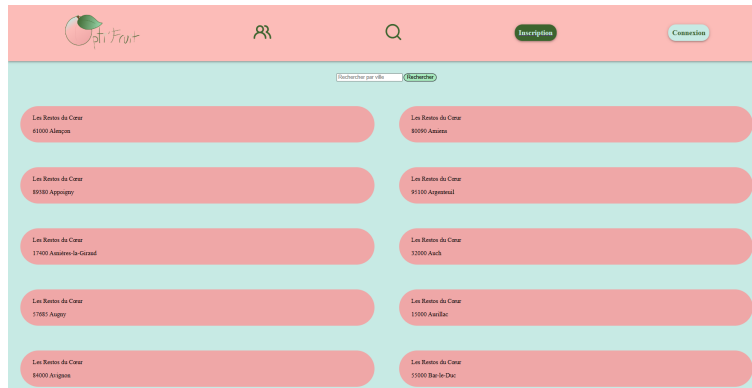 Opti'Fruit
Inscription
Connexion
Rechercher par ville
Rechercher
Les Restos du Cœur
61000 Alençon
Les Restos du Cœur
80090 Amiens
Les Restos du Cœur
89380 Appoigny
Les Restos du Cœur
95100 Argenteuil
Les Restos du Cœur
17400 Asnières-la-Giraud
Les Restos du Cœur
32000 Auch
Les Restos du Cœur
57685 Augny
Les Restos du Cœur
15000 Aurillac
Les Restos du Cœur
84000 Avignon
Les Restos du Cœur
55000 Bar-le-Duc